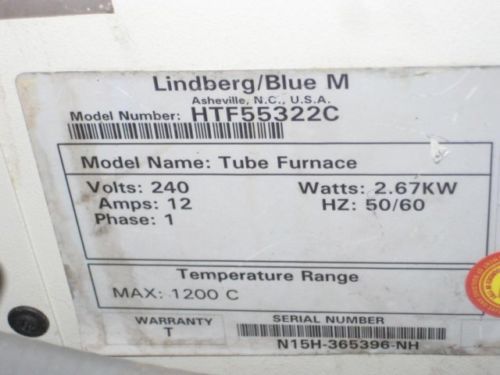 Lindberg/Blue M
Asheville, N.C., U.S.A.
Model Number: HTF55322C
Model Name: Tube Furnace
Volts: 240 Watts: 2.67KW
Amps: 12 HZ: 50/60
Phase: 1
Temperature Range
MAX: 1200 C
WARRANTY SERIAL NUMBER
T
N15H-365396-NH